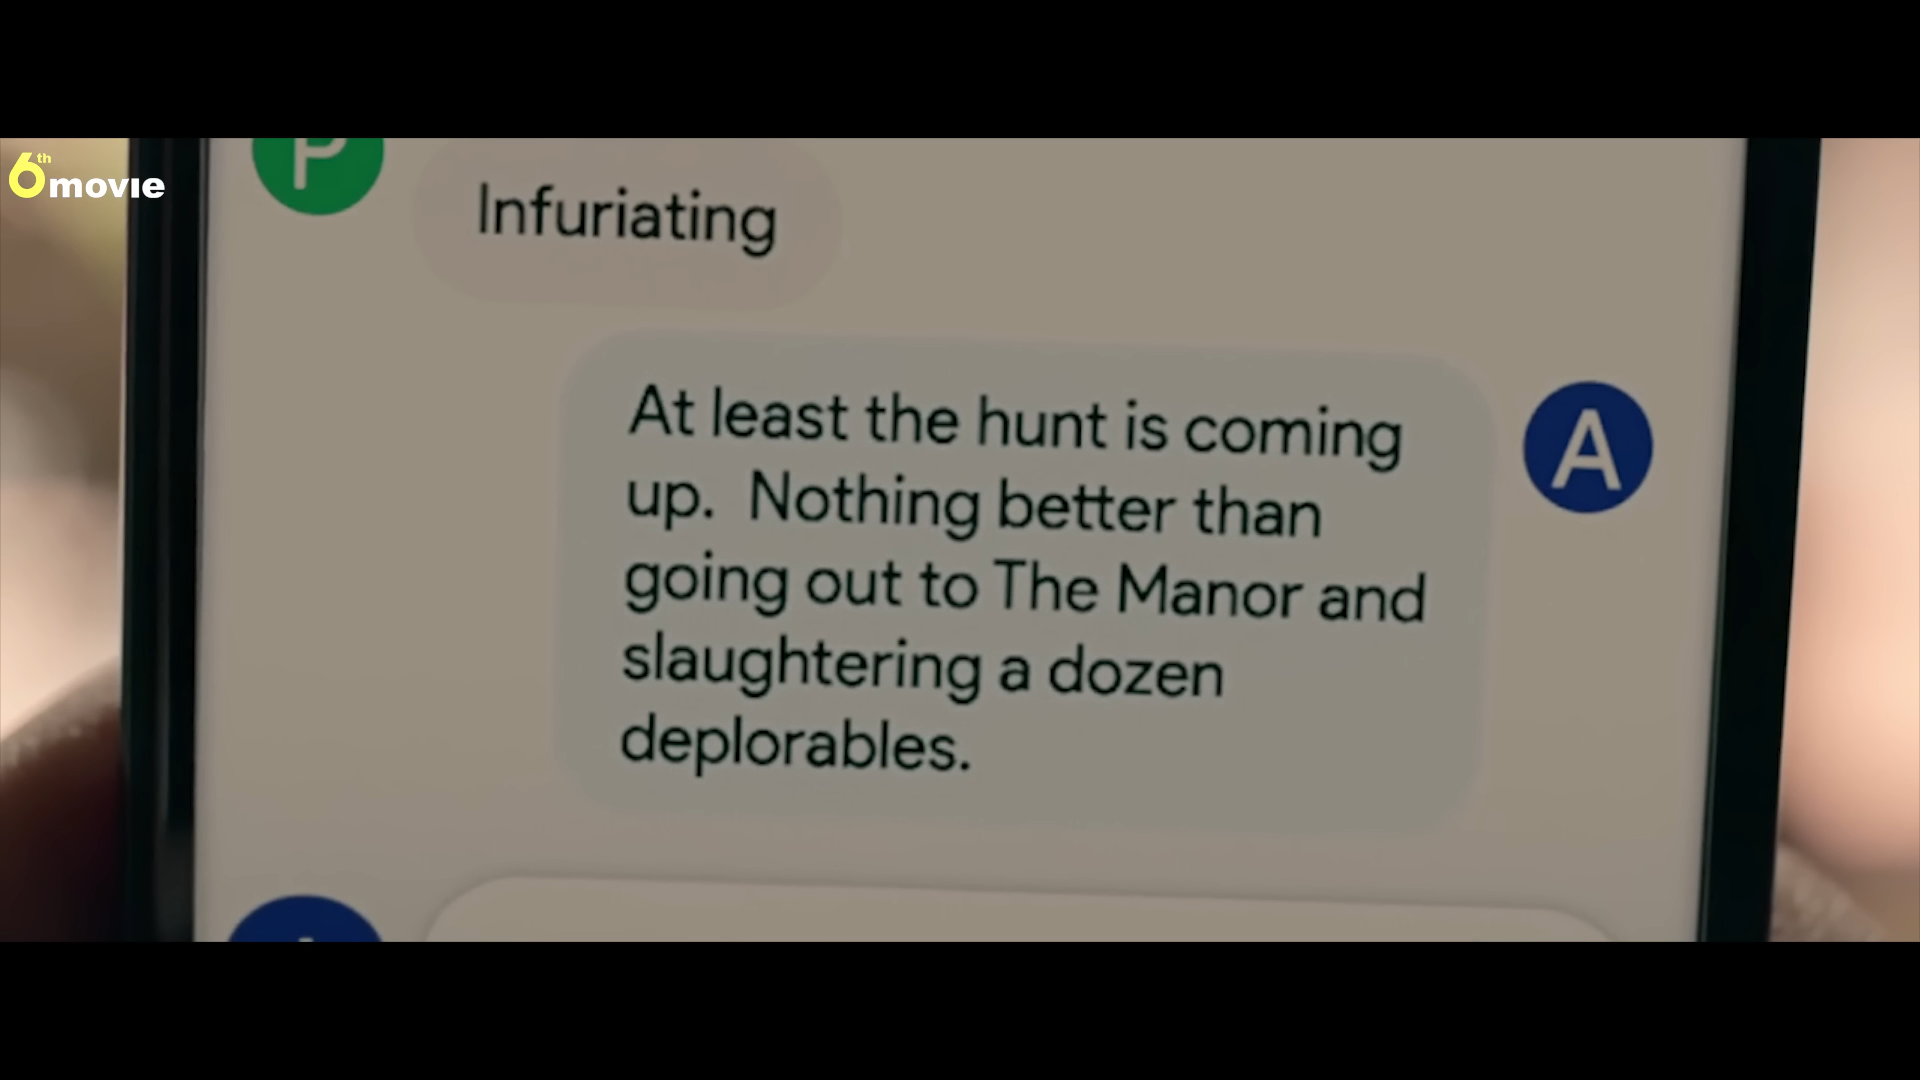 6th movie
P
Infuriating
At least the hunt is coming
up.  Nothing better than
going out to The Manor and
slaughtering a dozen
deplorables.
A